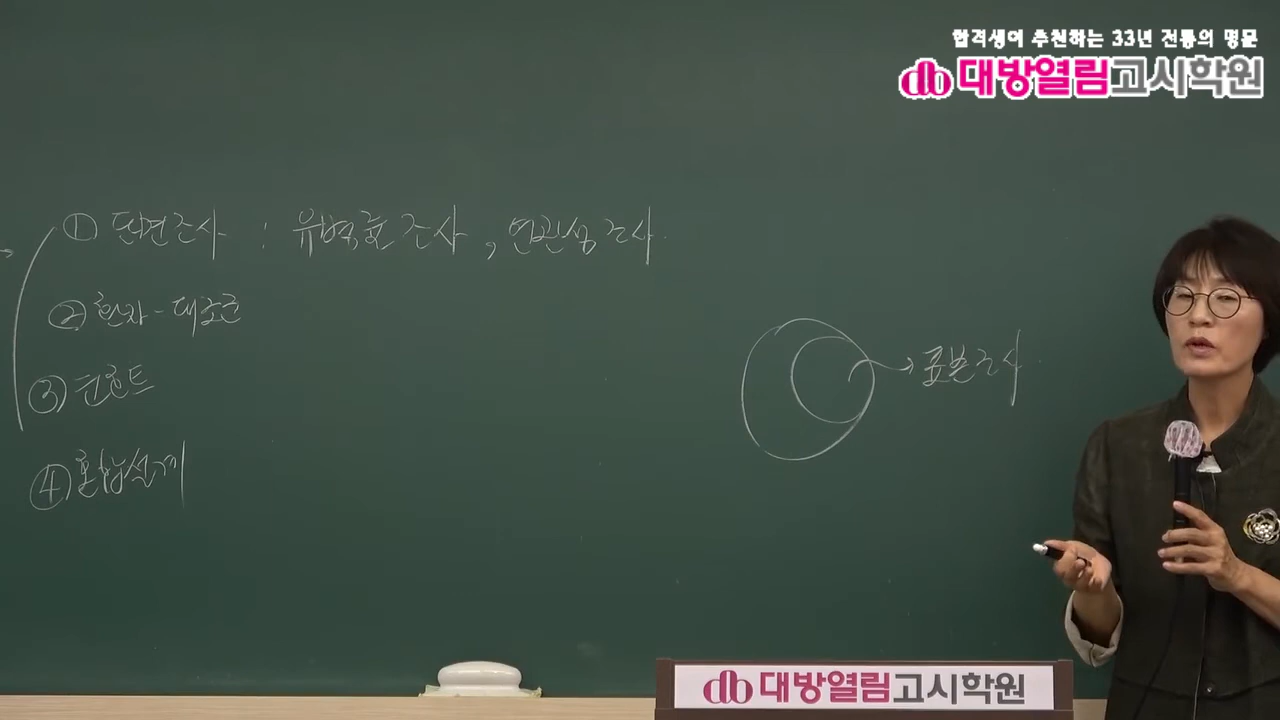 합격생이 추천하는 33년 전통의 명문
대방열림고시학원
① 단면조사 : 유병률 조사, 연관성 조사.
② 환자-대조군
③ 코호트
④ 혼합설계
→ 표본조사
대방열림고시학원